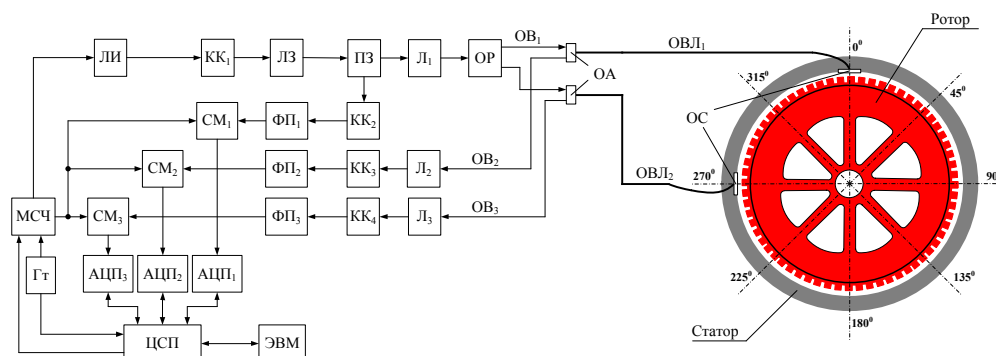 Ротор
ОВ₁
ОВЛ₁
0⁰
ЛИ
КК₁
ЛЗ
ПЗ
Л₁
ОР
ОА
315⁰
45⁰
ОС
СМ₁
ФП₁
КК₂
СМ₂
ФП₂
КК₃
Л₂
ОВ₂
ОВЛ₂
270⁰
90
МСЧ
СМ₃
ФП₃
КК₄
Л₃
ОВ₃
Гт
АЦП₃
АЦП₂
АЦП₁
225⁰
135⁰
180⁰
Статор
ЦСП
ЭВМ